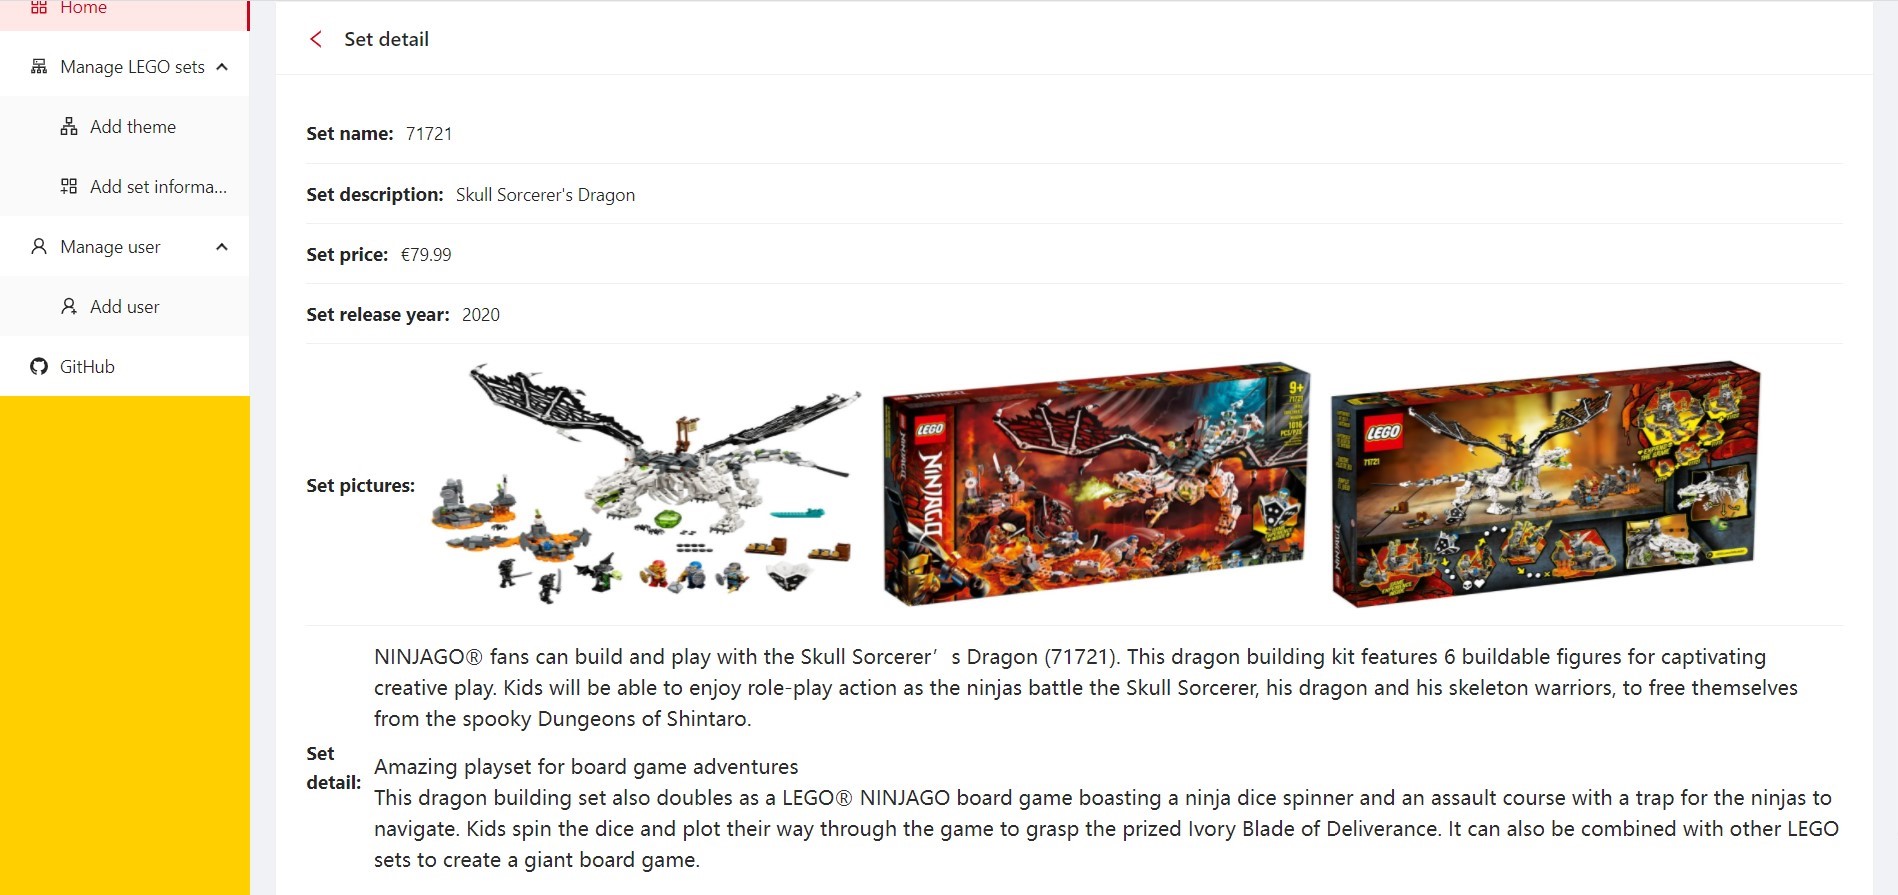 Home
Set detail
Manage LEGO sets
Add theme
Add set informa...
Manage user
Add user
GitHub
Set name: 71721
Set description: Skull Sorcerer's Dragon
Set price: €79.99
Set release year: 2020
Set pictures:
LEGO
NINJAGO
9+
71721
1016
PCS/PZS
LEGO
71721
NINJAGO
Set detail:
NINJAGO® fans can build and play with the Skull Sorcerer’s Dragon (71721). This dragon building kit features 6 buildable figures for captivating
creative play. Kids will be able to enjoy role-play action as the ninjas battle the Skull Sorcerer, his dragon and his skeleton warriors, to free themselves
from the spooky Dungeons of Shintaro.
Amazing playset for board game adventures
This dragon building set also doubles as a LEGO® NINJAGO board game boasting a ninja dice spinner and an assault course with a trap for the ninjas to
navigate. Kids spin the dice and plot their way through the game to grasp the prized Ivory Blade of Deliverance. It can also be combined with other LEGO
sets to create a giant board game.